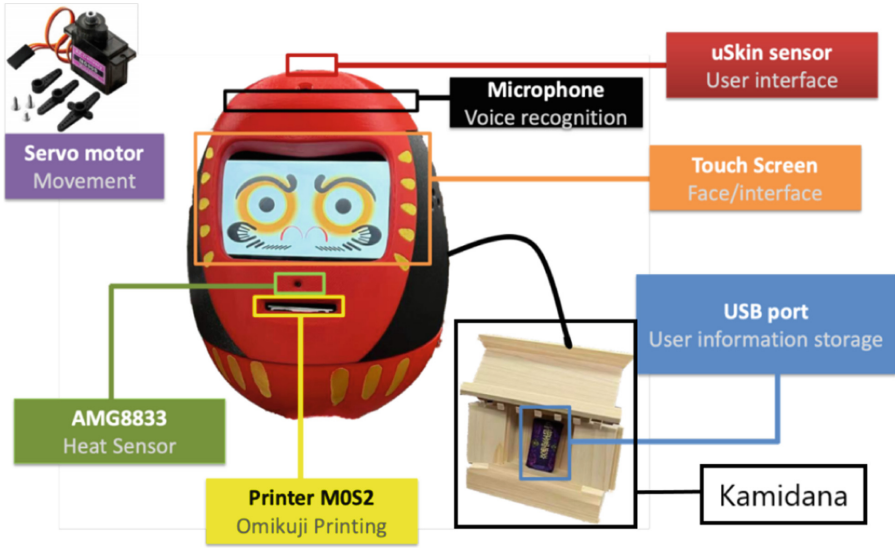 uSkin sensor
User interface
Microphone
Voice recognition
Servo motor
Movement
Touch Screen
Face/interface
USB port
User information storage
AMG8833
Heat Sensor
Kamidana
Printer M0S2
Omikuji Printing